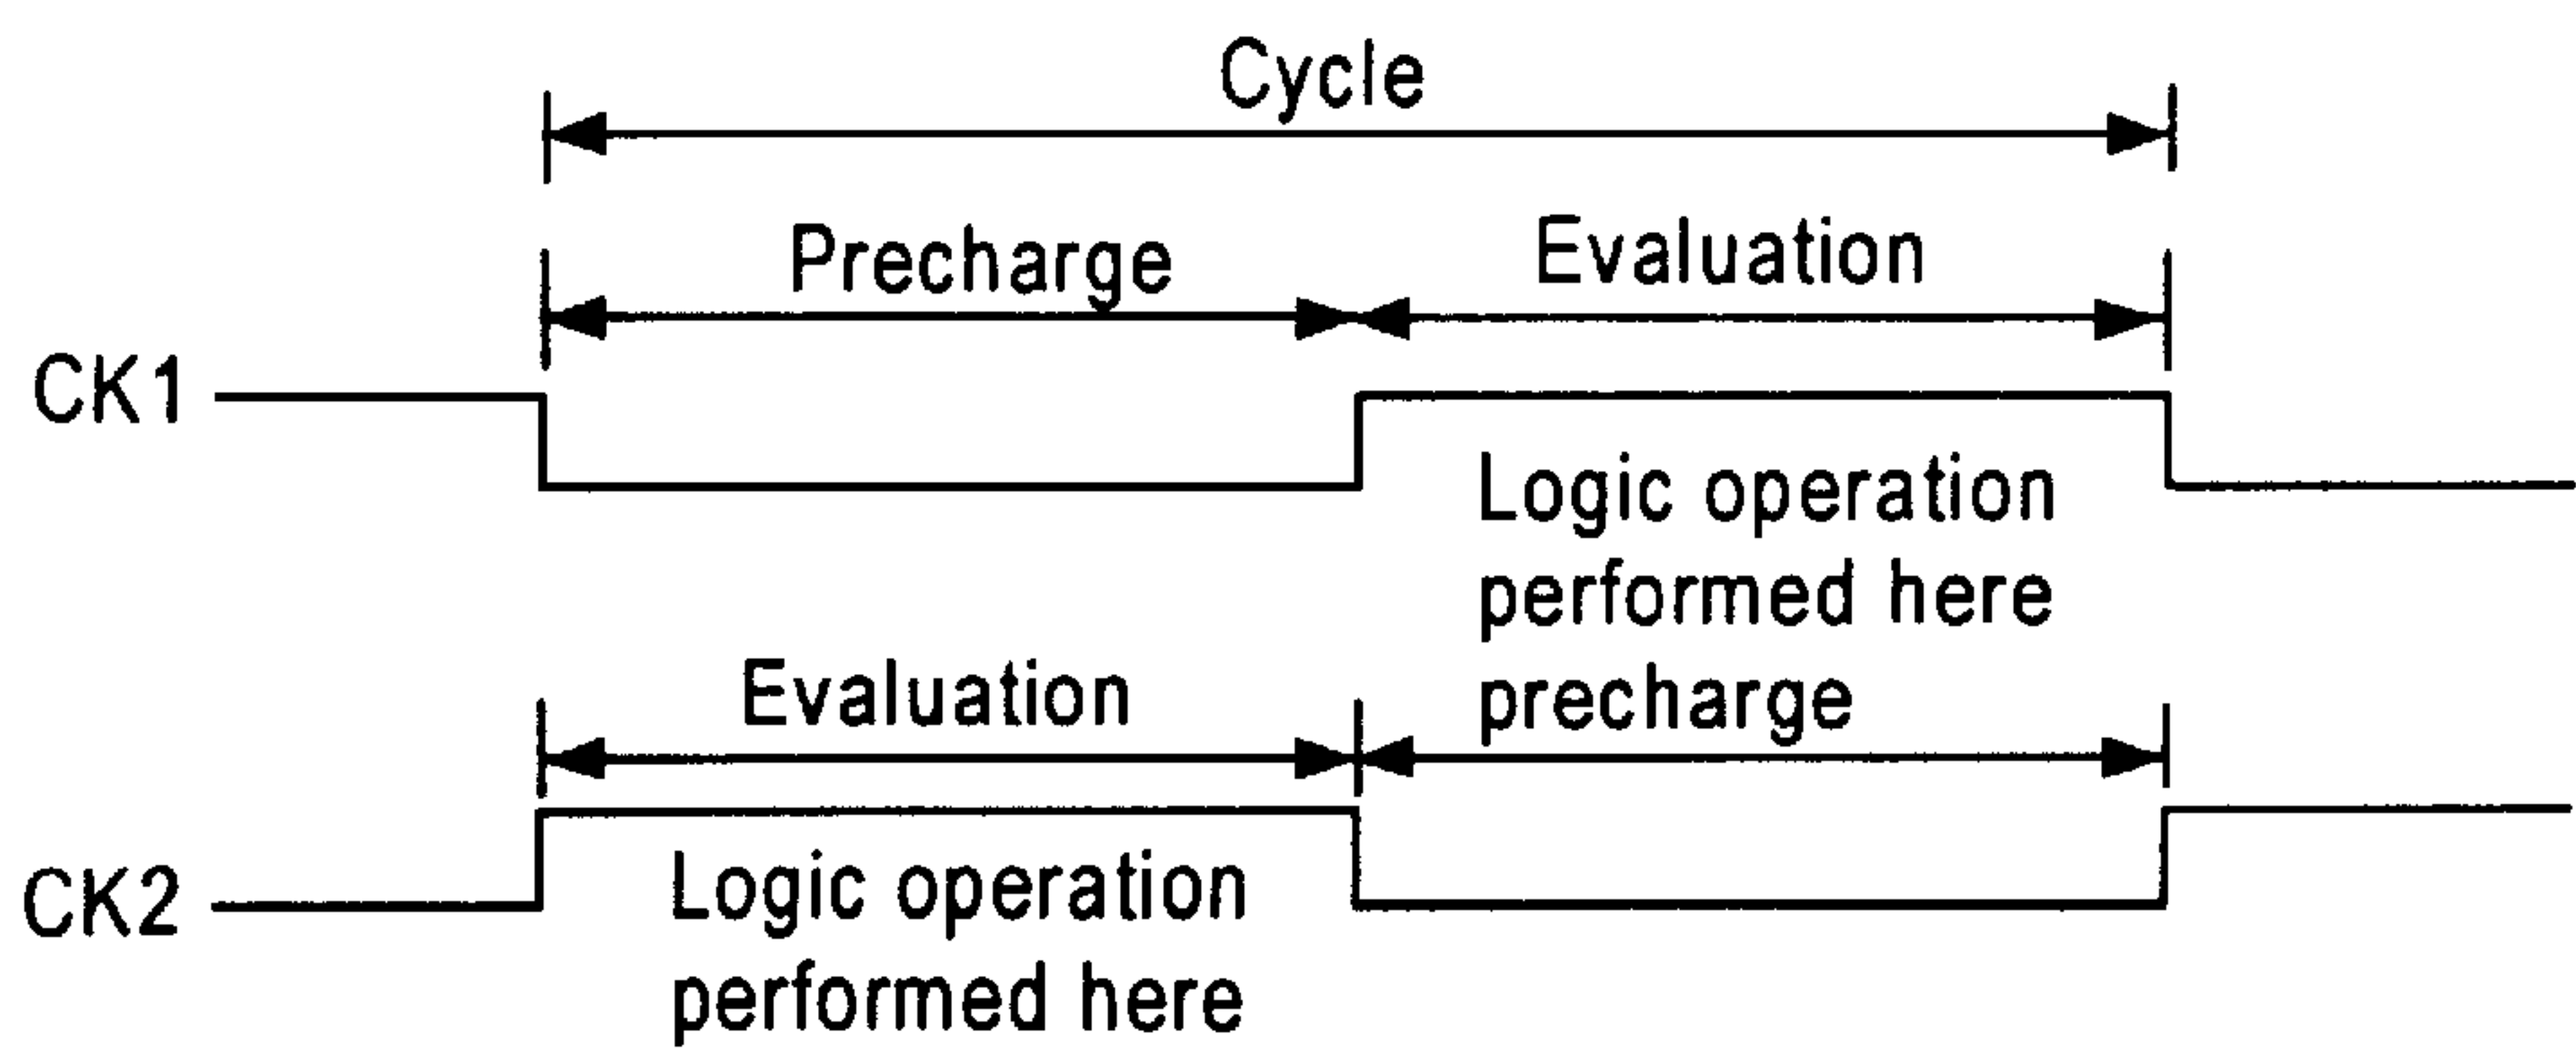 Cycle
Precharge
Evaluation
CK1
Logic operation
performed here
precharge
Evaluation
CK2
Logic operation
performed here